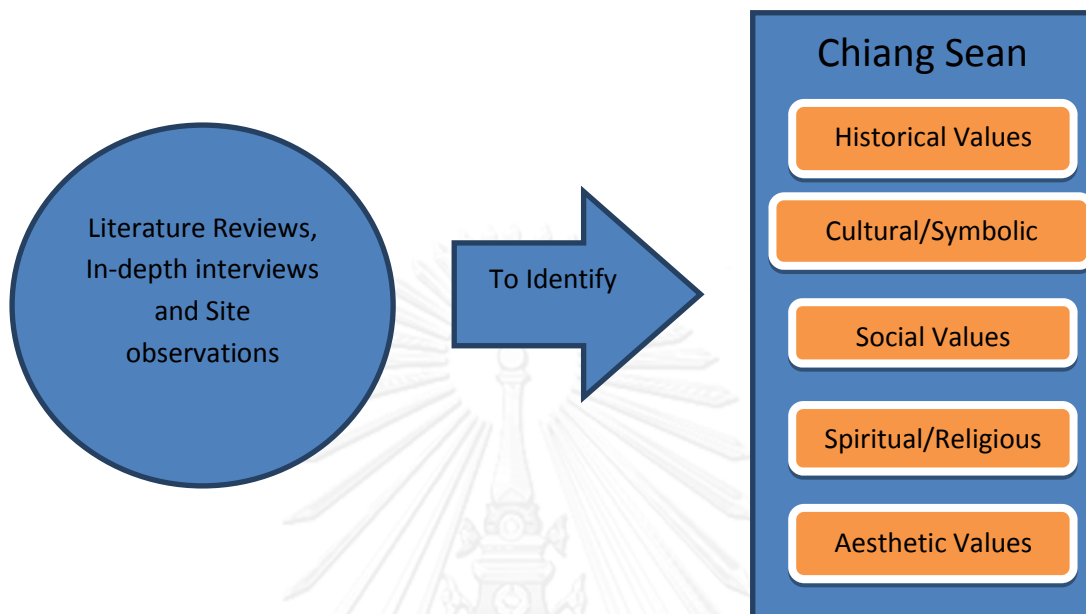 Literature Reviews,
In-depth interviews
and Site
observations
To Identify
Chiang Sean
Historical Values
Cultural/Symbolic
Social Values
Spiritual/Religious
Aesthetic Values